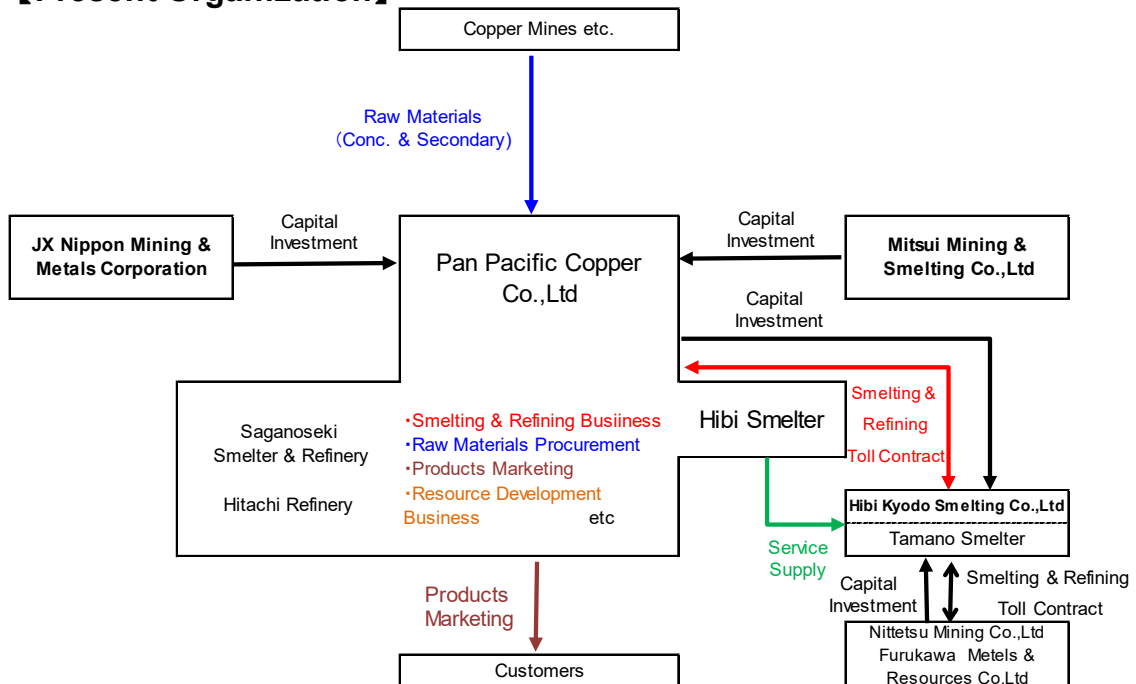 【Present Organization】
Copper Mines etc.
Raw Materials
(Conc. & Secondary)
JX Nippon Mining &
Metals Corporation
Capital
Investment
Pan Pacific Copper
Co.,Ltd
Capital
Investment
Mitsui Mining &
Smelting Co.,Ltd
Capital
Investment
Saganoseki
Smelter & Refinery
Hitachi Refinery
・Smelting & Refining Busiiness
・Raw Materials Procurement
・Products Marketing
・Resource Development
Business etc
Hibi Smelter
Smelting &
Refining
Toll Contract
Hibi Kyodo Smelting Co.,Ltd
Tamano Smelter
Service
Supply
Capital
Investment
Smelting & Refining
Toll Contract
Nittetsu Mining Co.,Ltd
Furukawa Metels &
Resources Co.Ltd
Products
Marketing
Customers